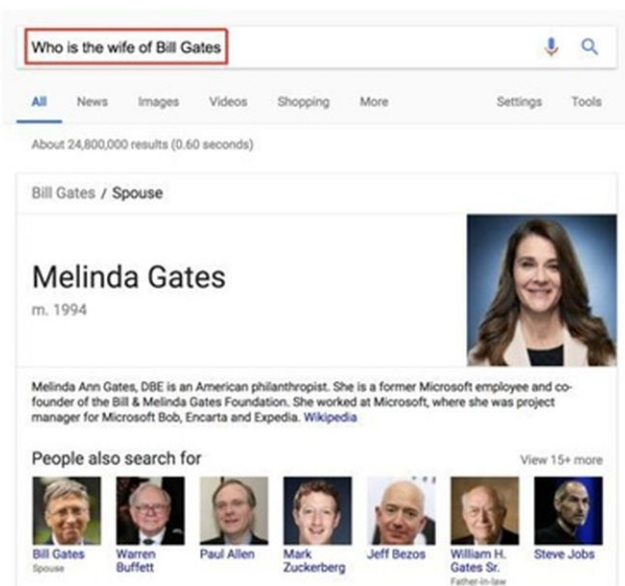 Who is the wife of Bill Gates
All News Images Videos Shopping More Settings Tools
About 24,800,000 results (0.60 seconds)
Bill Gates / Spouse
Melinda Gates
m. 1994
Melinda Ann Gates, DBE is an American philanthropist. She is a former Microsoft employee and co-
founder of the Bill & Melinda Gates Foundation. She worked at Microsoft, where she was project
manager for Microsoft Bob, Encarta and Expedia. Wikipedia
People also search for View 15+ more
Bill Gates Warren Paul Allen Mark Jeff Bezos William H. Steve Jobs
Spouse Buffett Zuckerberg Gates Sr.
Father-in-law